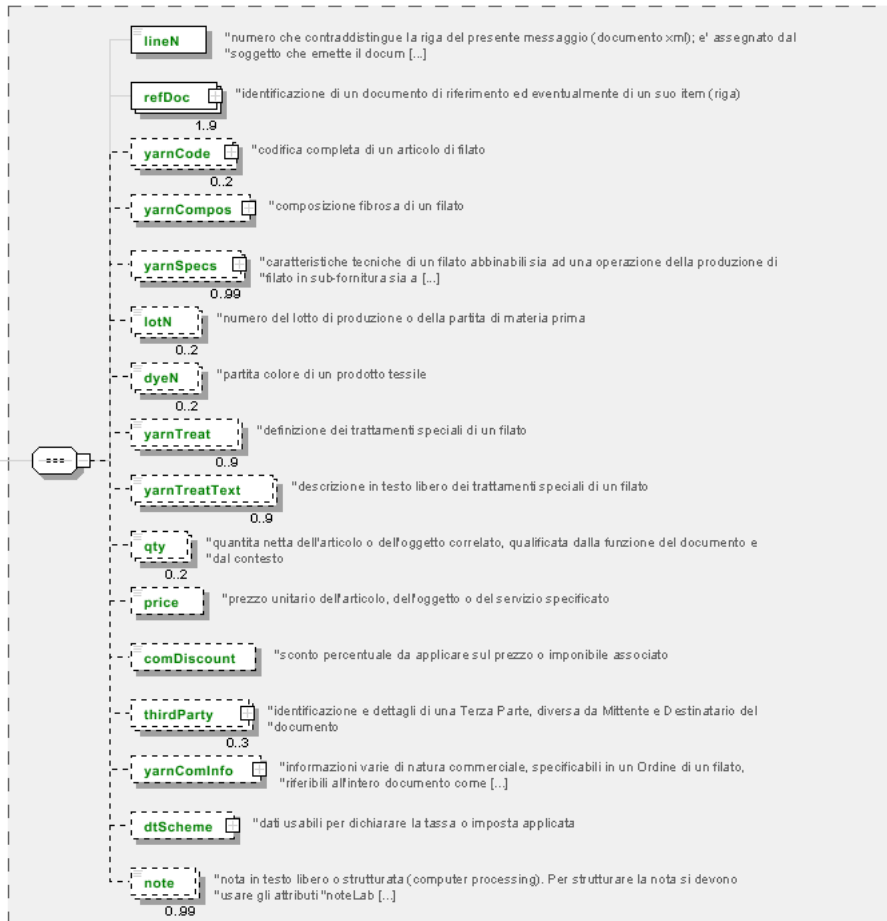 lineN
"numero che contraddistingue la riga del presente messaggio (documento xml); e' assegnato dal
"soggetto che emette il docum [...]
refDoc
"identificazione di un documento di riferimento ed eventualmente di un suo item (riga)
1..9
yarnCode
"codifica completa di un articolo di filato
0..2
yarnCompos
"composizione fibrosa di un filato
yarnSpecs
"caratteristiche tecniche di un filato abbinabili sia ad una operazione della produzione di
"filato in sub-fornitura sia a [...]
0..99
lotN
"numero del lotto di produzione o della partita di materia prima
0..2
dyeN
"partita colore di un prodotto tessile
0..2
yarnTreat
"definizione dei trattamenti speciali di un filato
0..9
yarnTreatText
"descrizione in testo libero dei trattamenti speciali di un filato
0..9
qty
"quantita netta dell'articolo o dell'oggetto correlato, qualificata dalla funzione del documento e
"dal contesto
0..2
price
"prezzo unitario dell'articolo, dell'oggetto o del servizio specificato
comDiscount
"sconto percentuale da applicare sul prezzo o imponibile associato
thirdParty
"identificazione e dettagli di una Terza Parte, diversa da Mittente e Destinatario del
"documento
0..3
yarnComInfo
"informazioni varie di natura commerciale, specificabili in un Ordine di un filato,
"riferibili all'intero documento come [...]
dtScheme
"dati usabili per dichiarare la tassa o imposta applicata
note
"nota in testo libero o strutturata (computer processing). Per strutturare la nota si devono
"usare gli attributi "noteLab [...]
0..99